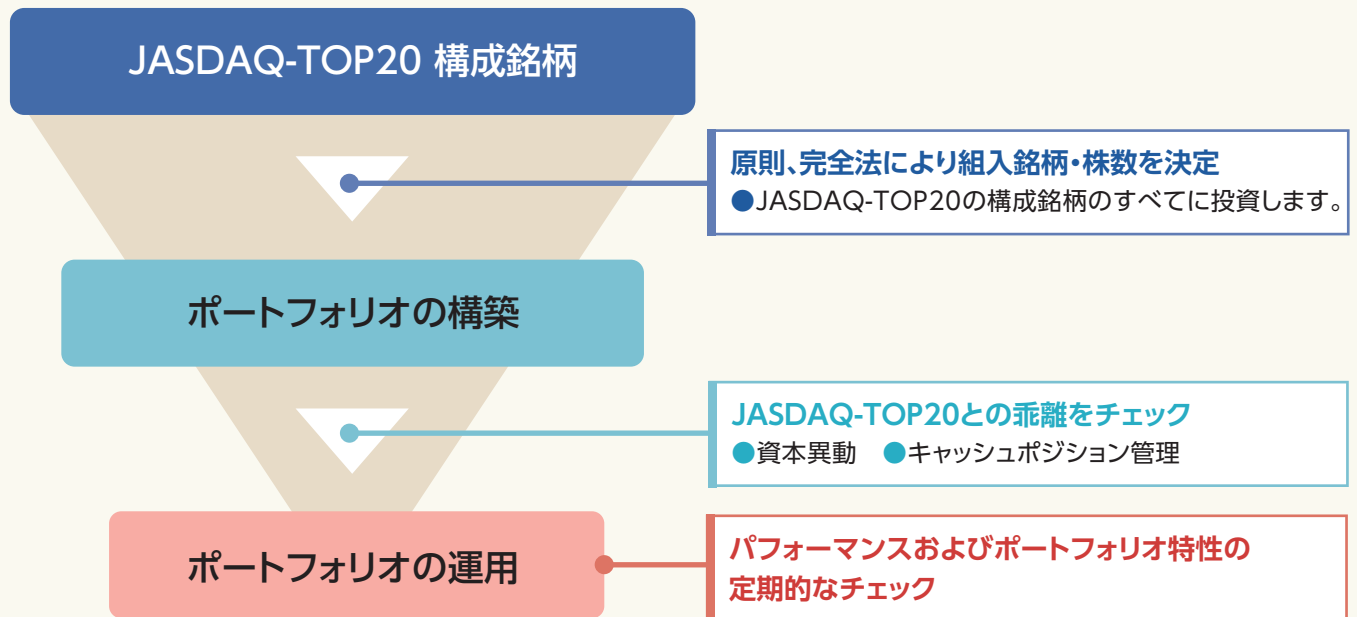 JASDAQ-TOP20 構成銘柄
原則、完全法により組入銘柄・株数を決定
●JASDAQ-TOP20の構成銘柄のすべてに投資します。
ポートフォリオの構築
JASDAQ-TOP20との乖離をチェック
●資本異動　●キャッシュポジション管理
ポートフォリオの運用
パフォーマンスおよびポートフォリオ特性の
定期的なチェック